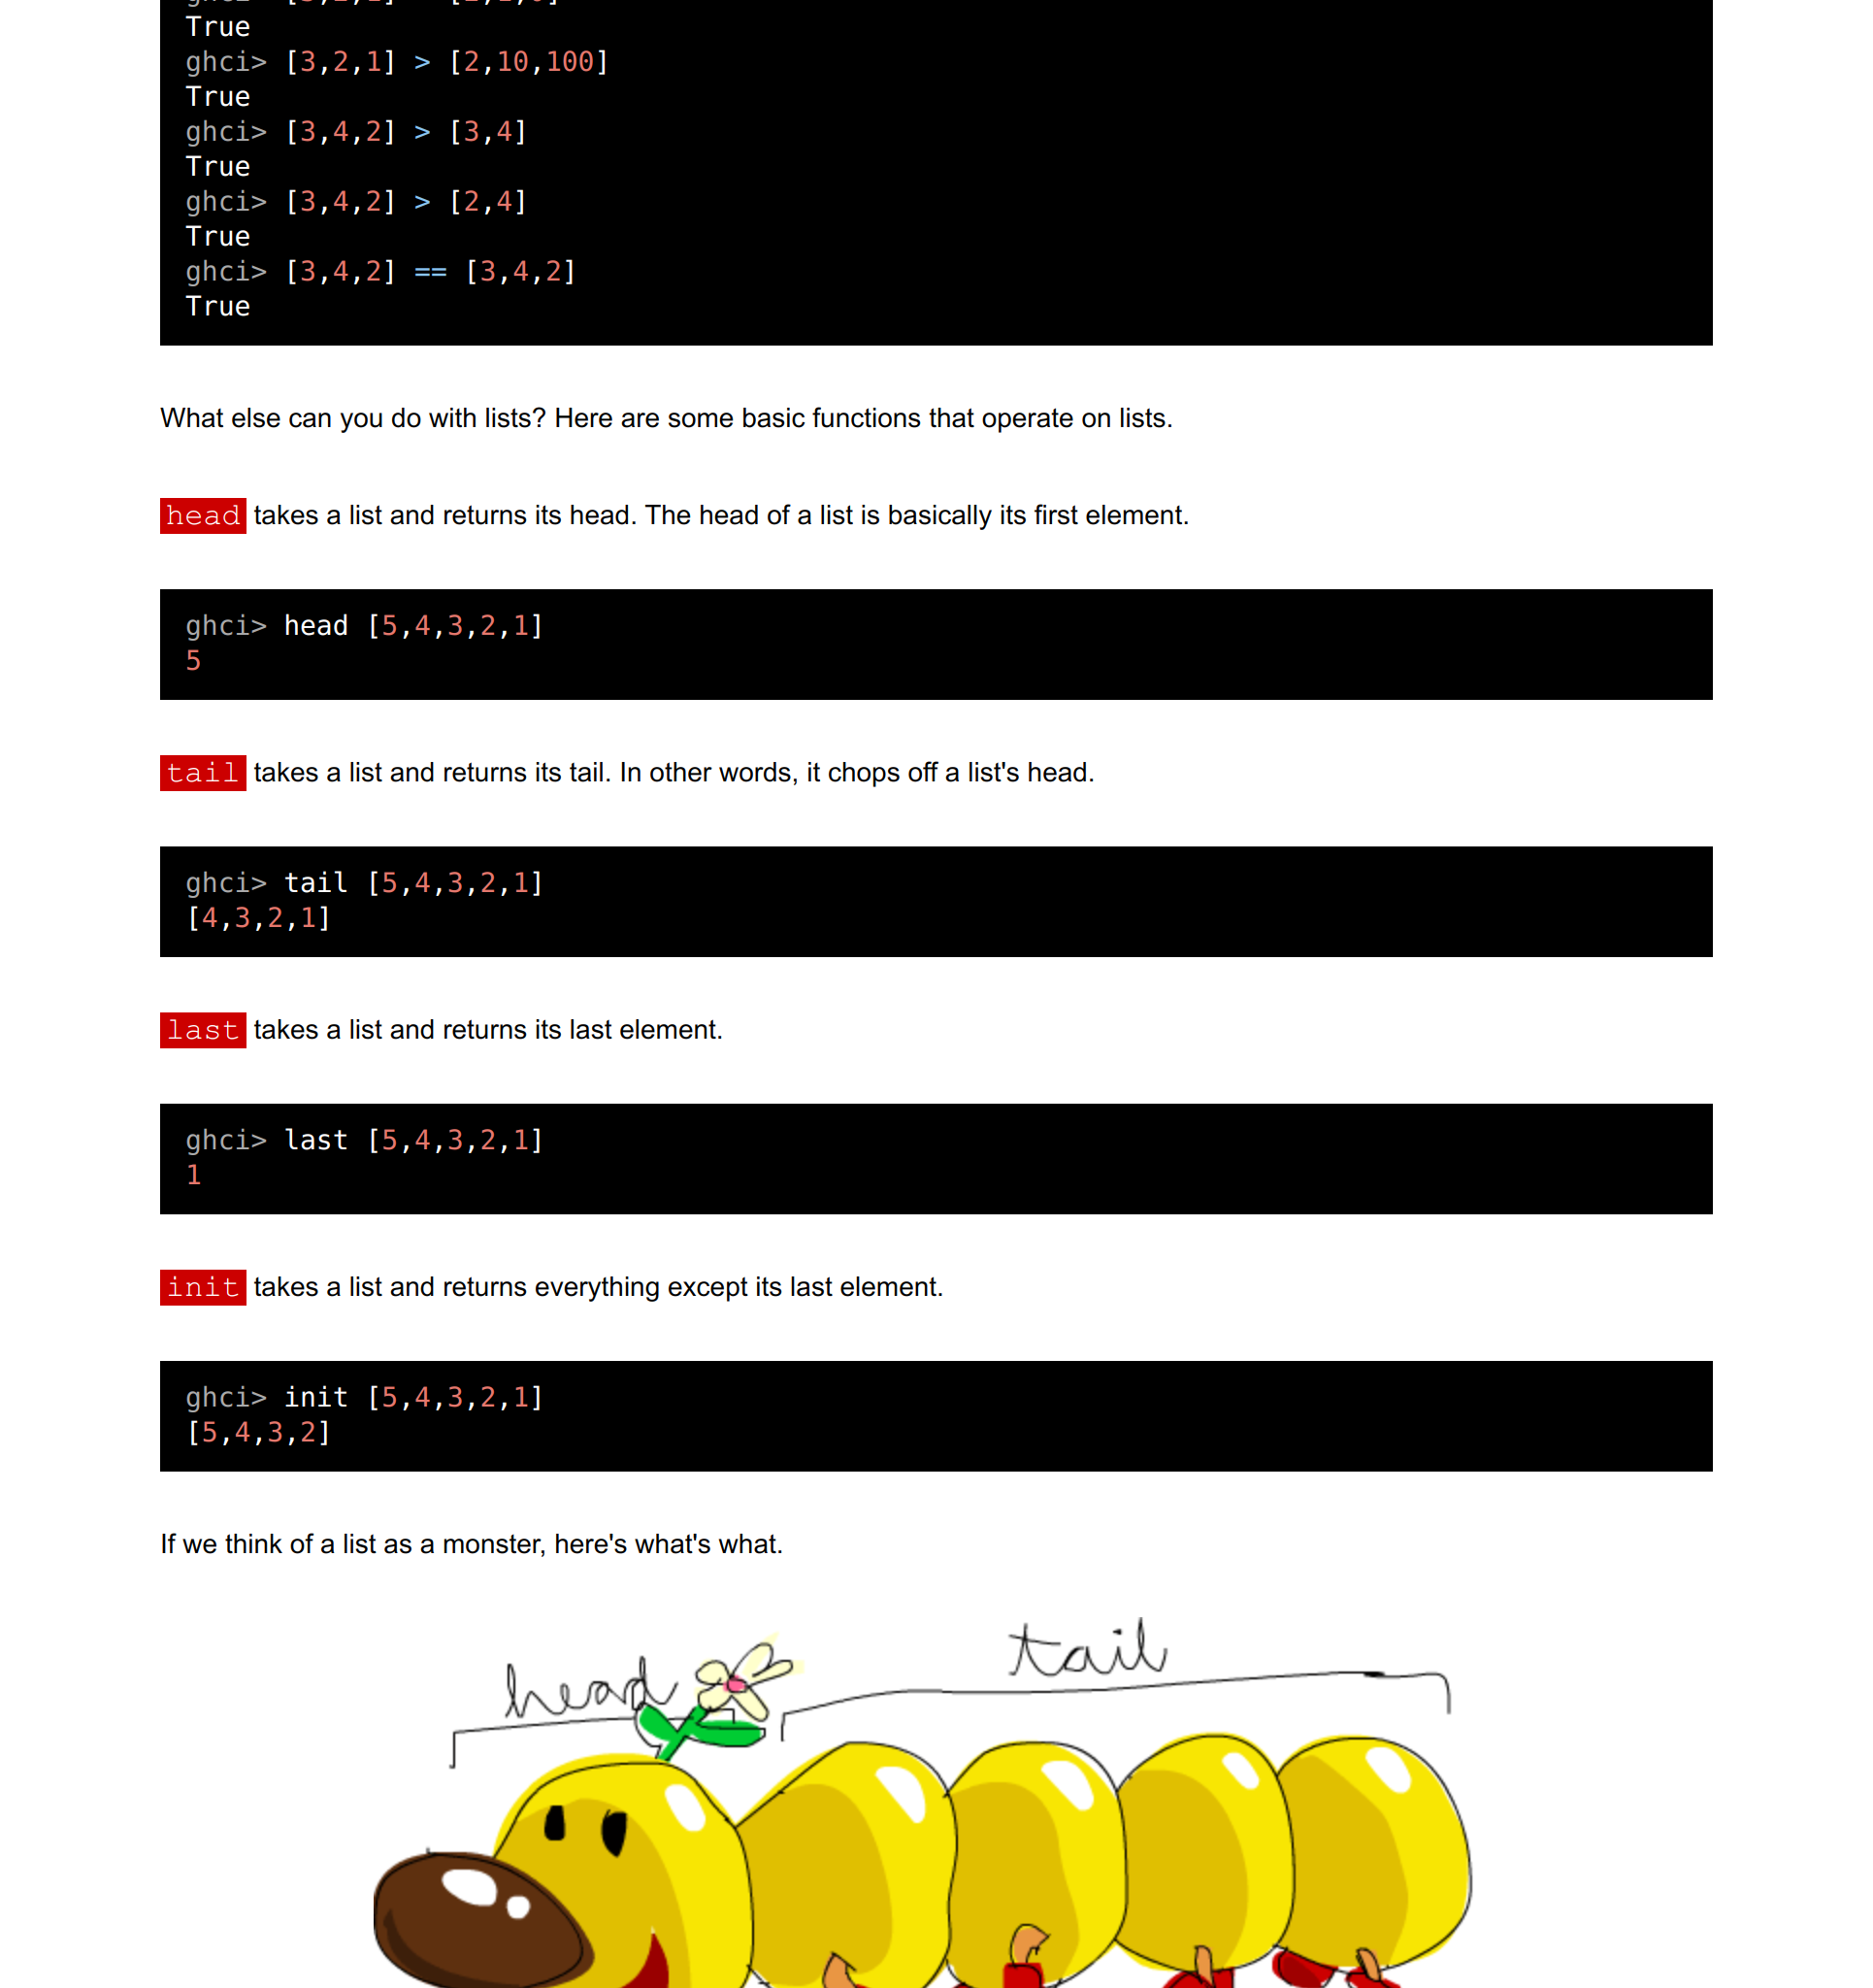 True
ghci> [3,2,1] > [2,10,100]
True
ghci> [3,4,2] > [3,4]
True
ghci> [3,4,2] > [2,4]
True
ghci> [3,4,2] == [3,4,2]
True
What else can you do with lists? Here are some basic functions that operate on lists.
head takes a list and returns its head. The head of a list is basically its first element.
ghci> head [5,4,3,2,1]
5
tail takes a list and returns its tail. In other words, it chops off a list's head.
ghci> tail [5,4,3,2,1]
[4,3,2,1]
last takes a list and returns its last element.
ghci> last [5,4,3,2,1]
1
init takes a list and returns everything except its last element.
ghci> init [5,4,3,2,1]
[5,4,3,2]
If we think of a list as a monster, here's what's what.
head
tail